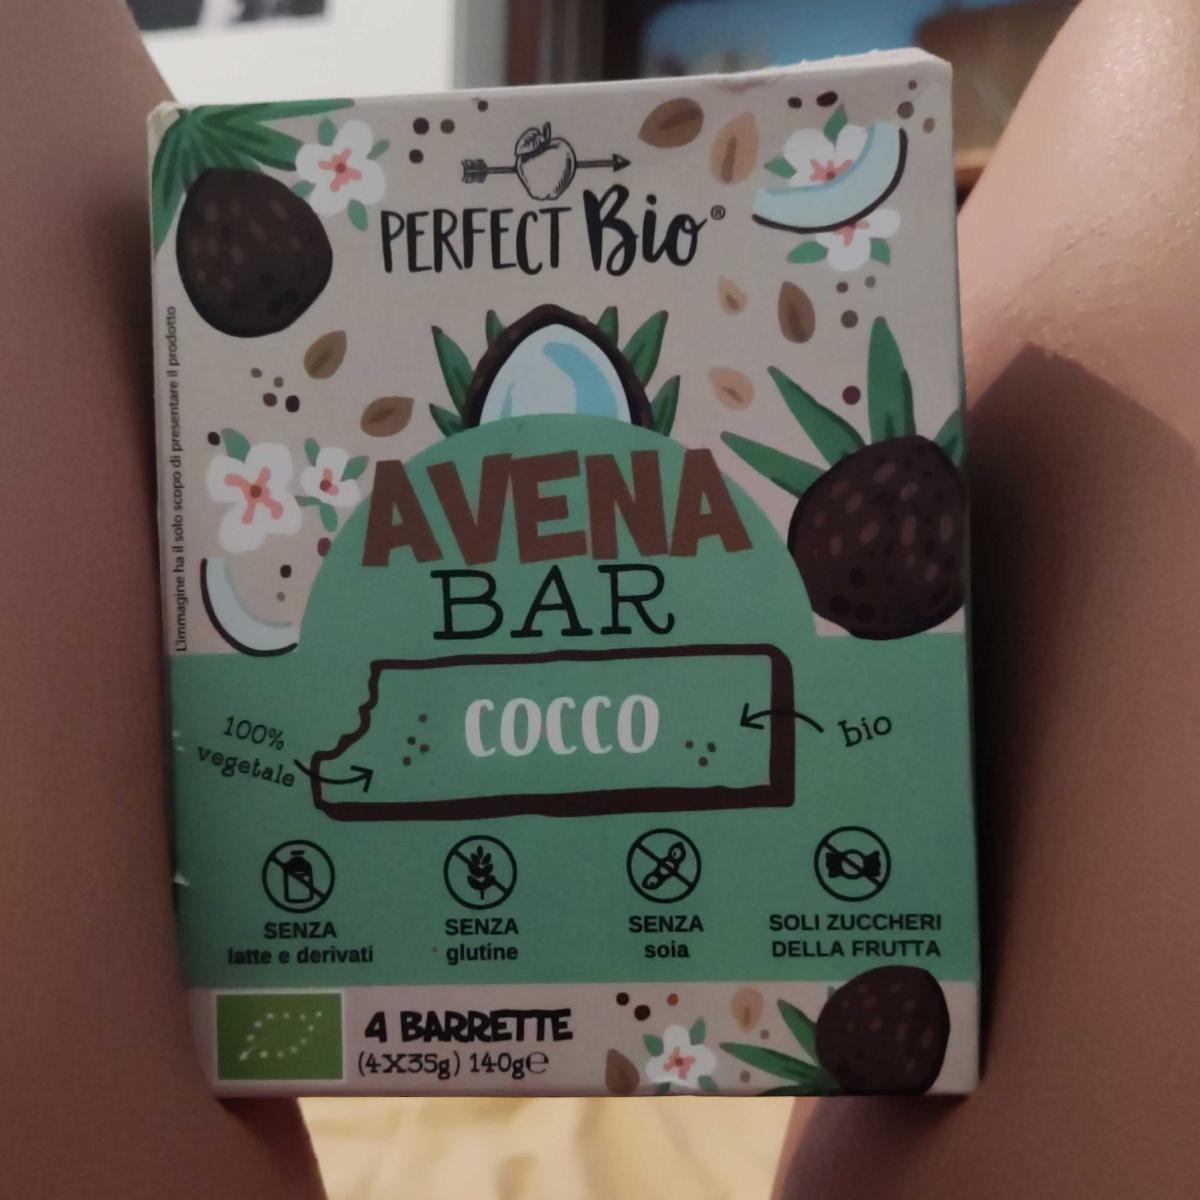 PERFECT Bio®
L'immagine ha il solo scopo di presentare il prodotto
AVENA
BAR
COCCO
100%
vegetale
bio
SENZA
latte e derivati
SENZA
glutine
SENZA
soia
SOLI ZUCCHERI
DELLA FRUTTA
4 BARRETTE
(4X35g) 140g℮